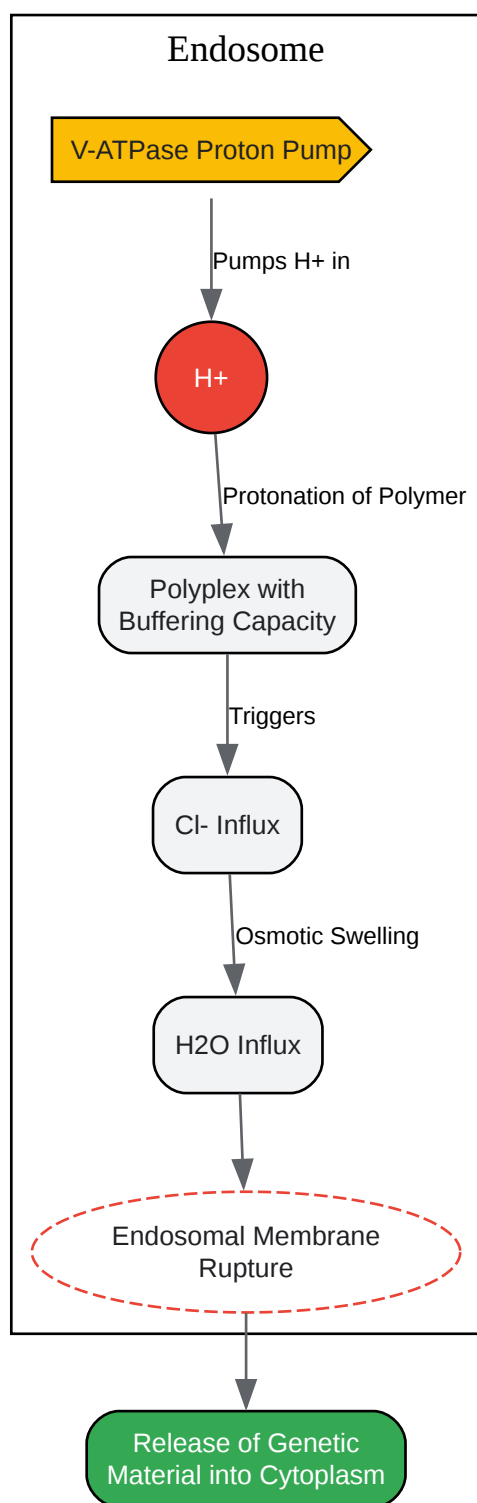 Endosome
V-ATPase Proton Pump
Pumps H+ in
H+
Protonation of Polymer
Polyplex with
Buffering Capacity
Triggers
Cl- Influx
Osmotic Swelling
H2O Influx
Endosomal Membrane
Rupture
Release of Genetic
Material into Cytoplasm